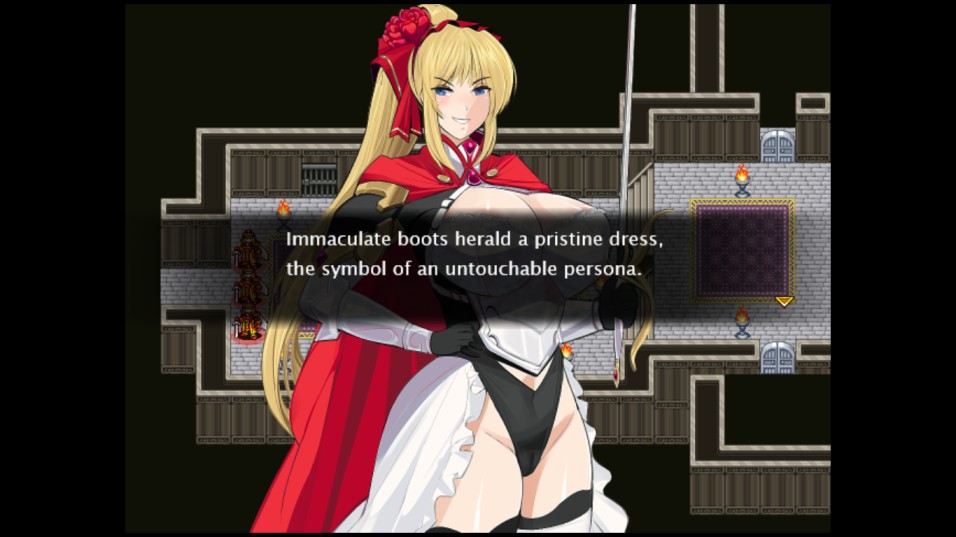 Immaculate boots herald a pristine dress,
the symbol of an untouchable persona.